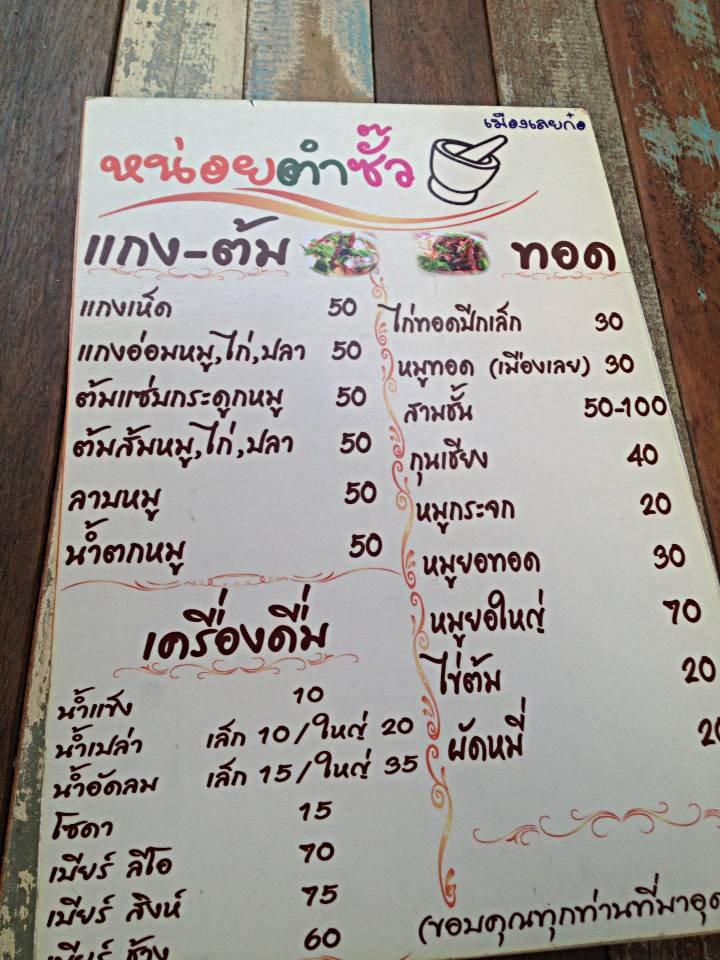 เมืองเลยก๋อ
หน่อยตำซั๊ว
แกง-ต้ม
แกงเห็ด 50
แกงอ่อมหมู,ไก่,ปลา 50
ต้มแซ่บกระดูกหมู 50
ต้มส้มหมู,ไก่,ปลา 50
ลาบหมู 50
น้ำตกหมู 50
เครื่องดื่ม
น้ำแข็ง 10
น้ำเปล่า เล็ก 10/ใหญ่ 20
น้ำอัดลม เล็ก 15/ใหญ่ 35
โซดา 15
เบียร์ ลีโอ 70
เบียร์ สิงห์ 75
เบียร์ ช้าง 60
ทอด
ไก่ทอดปีกเล็ก 30
หมูทอด (เมืองเลย) 30
สามชั้น 50-100
กุนเชียง 40
หมูกระจก 20
หมูยอทอด 30
หมูยอใหญ่ 70
ไข่ต้ม 20
ผัดหมี่ 20
(ขอบคุณทุกท่านที่มาอุด